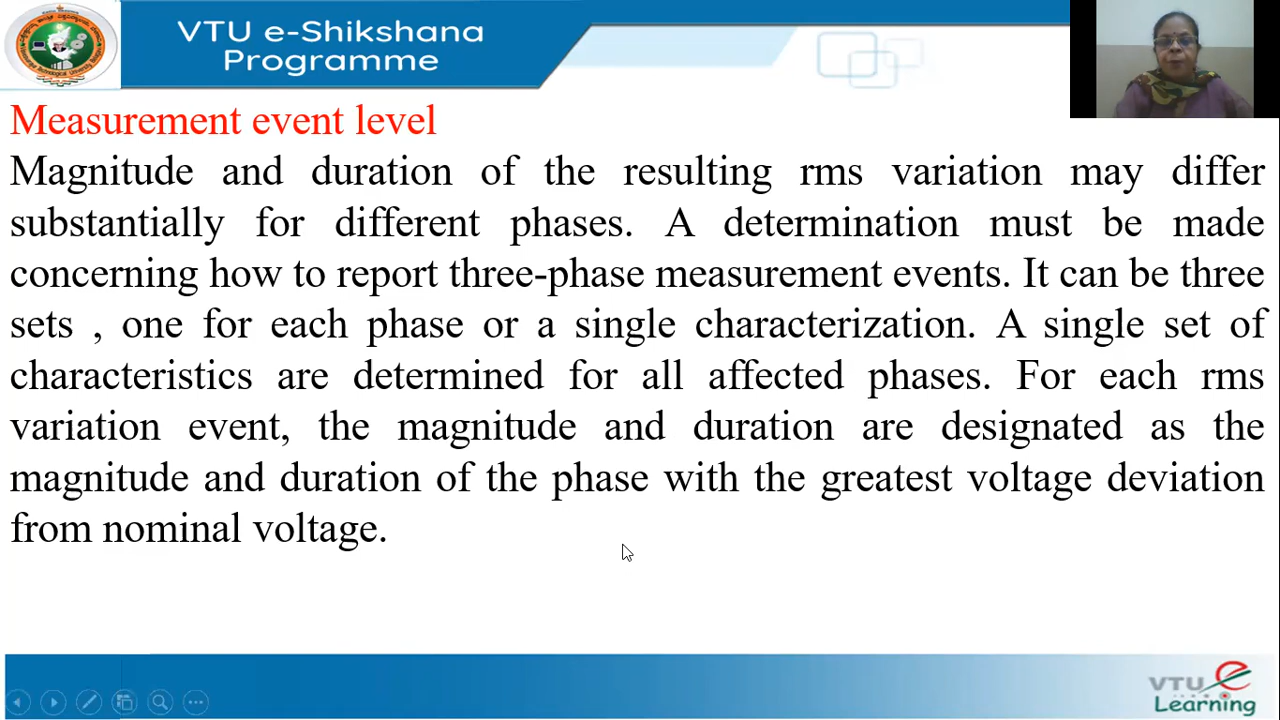 VTU e-Shikshana
Programme
Measurement event level
Magnitude and duration of the resulting rms variation may differ
substantially for different phases. A determination must be made
concerning how to report three-phase measurement events. It can be three
sets , one for each phase or a single characterization. A single set of
characteristics are determined for all affected phases. For each rms
variation event, the magnitude and duration are designated as the
magnitude and duration of the phase with the greatest voltage deviation
from nominal voltage.
VTU e
Learning